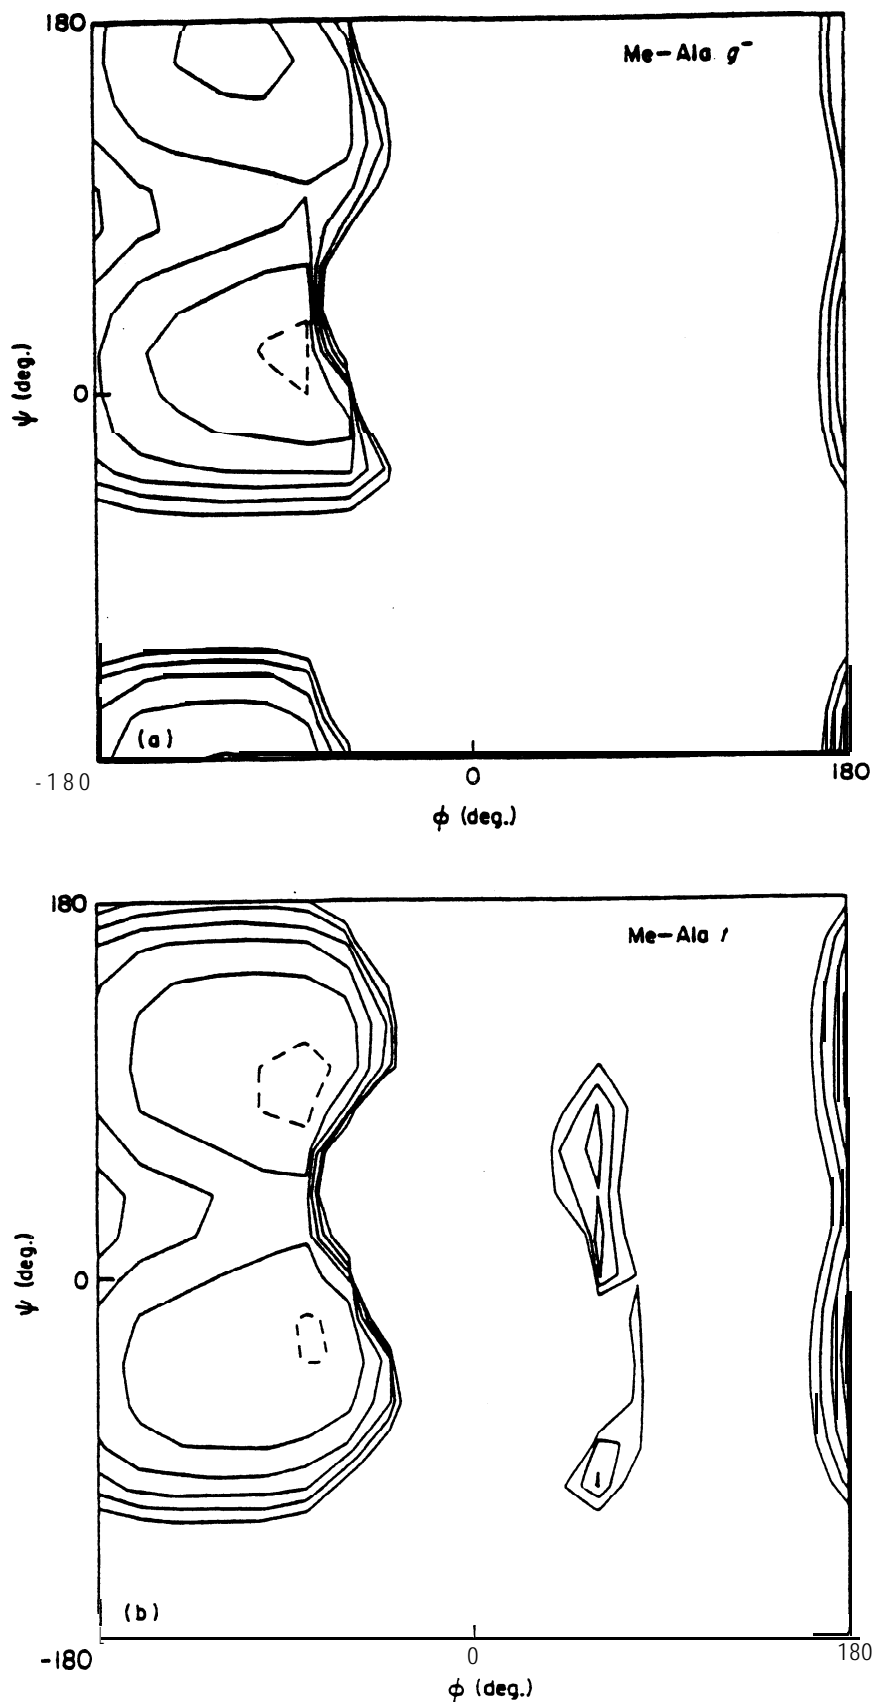 180
Me-Ala g⁻
ψ (deg.)
0
(a)
-180
0
180
φ (deg.)
180
Me-Ala t
ψ (deg.)
0
(b)
-180
0
180
φ (deg.)